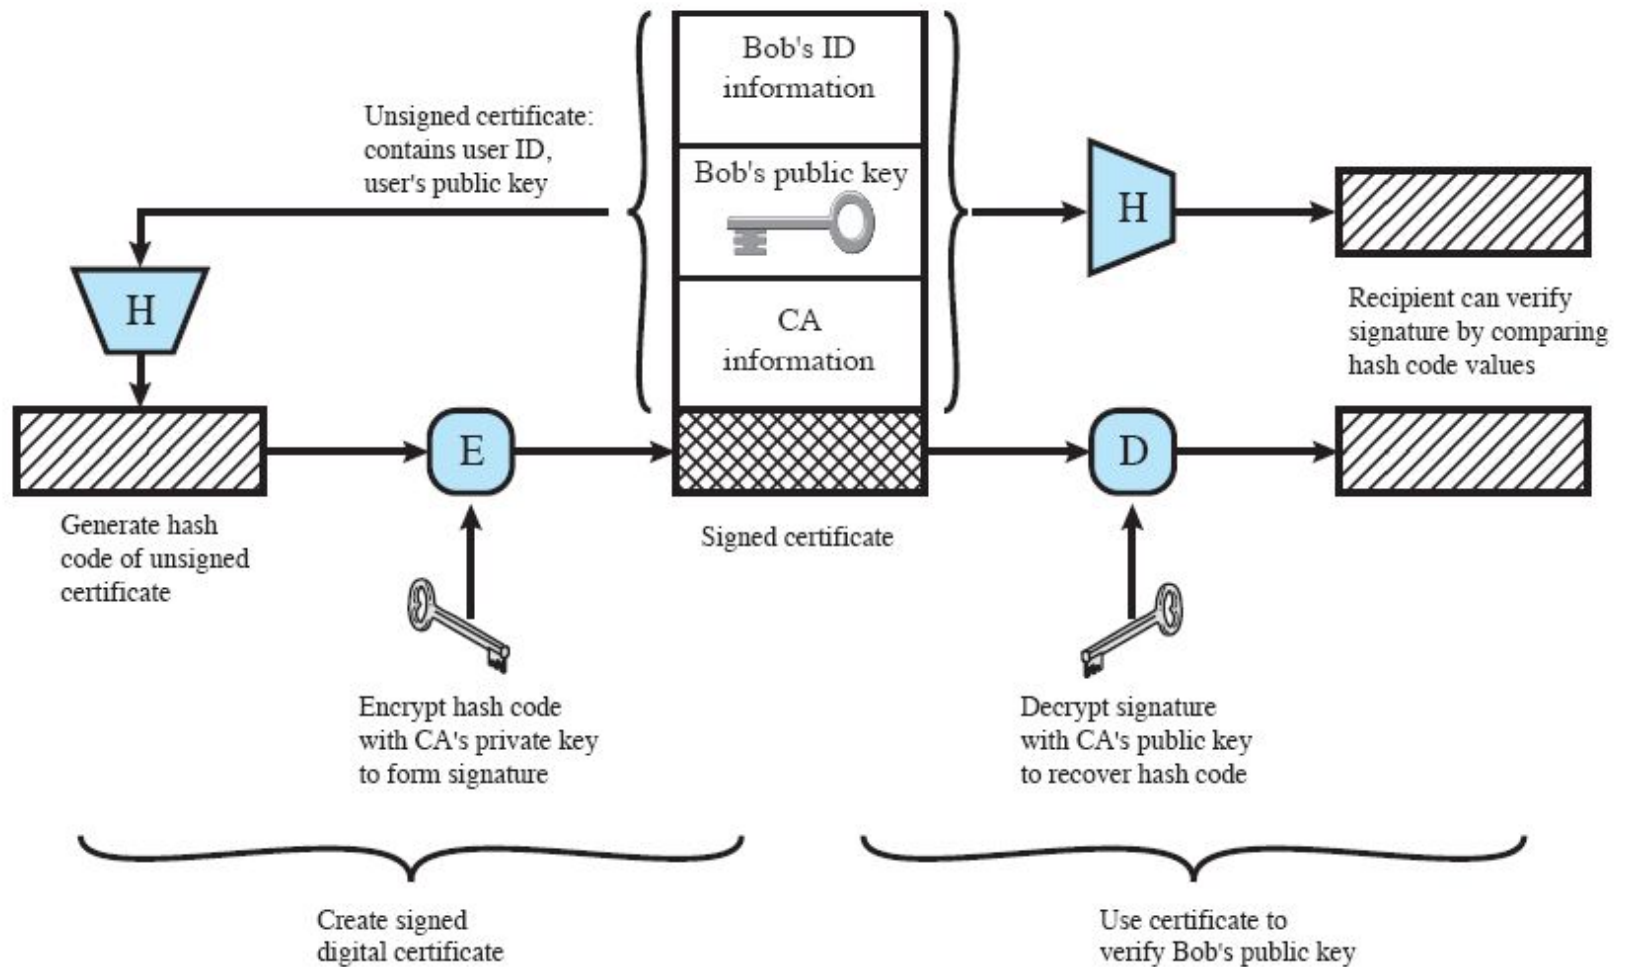 Bob's ID
information
Unsigned certificate:
contains user ID,
user's public key
Bob's public key
H
H
CA
information
Recipient can verify
signature by comparing
hash code values
E
D
Generate hash
code of unsigned
certificate
Signed certificate
Encrypt hash code
with CA's private key
to form signature
Decrypt signature
with CA's public key
to recover hash code
Create signed
digital certificate
Use certificate to
verify Bob's public key